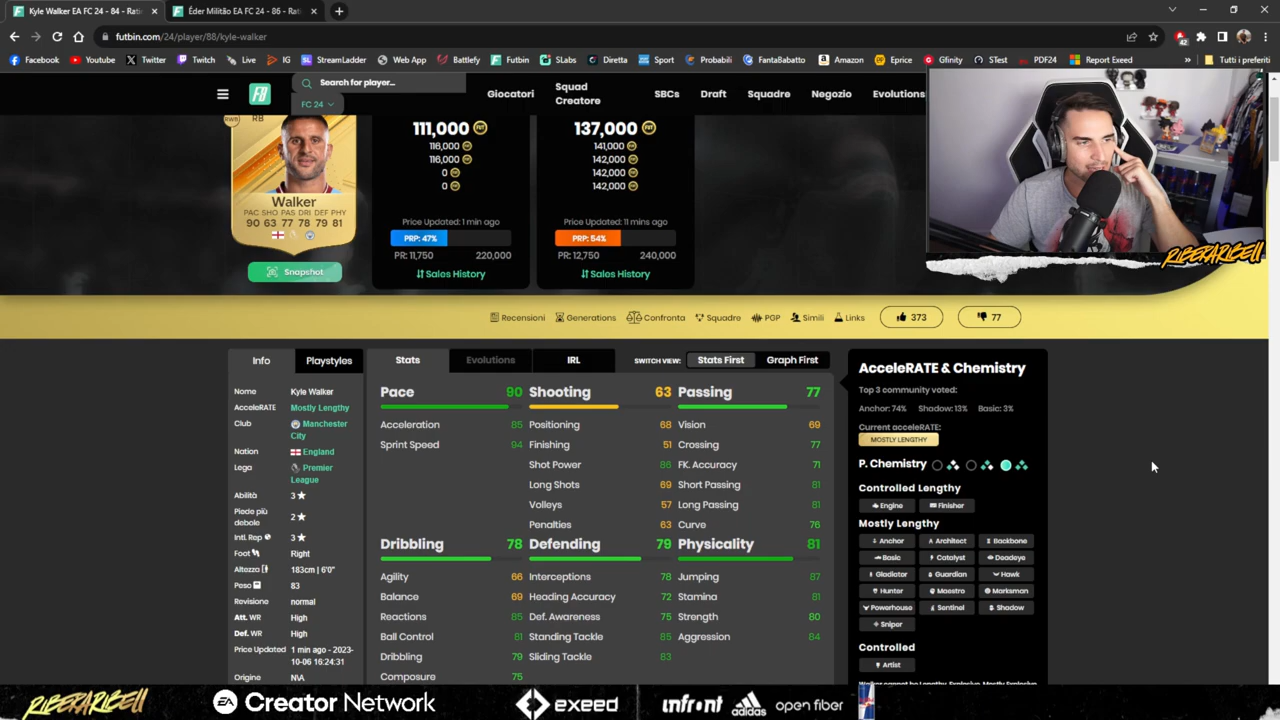 Kyle Walker EA FC 24 - 84 - Rati
Éder Militão EA FC 24 - 86 - Rati
futbin.com/24/player/88/kyle-walker
42
Facebook Youtube Twitter Twitch IG StreamLadder Web App Battlefy Futbin SLabs Diretta Sport Probabili FantaBabatto Amazon Eprice Gfinity STest PDF24 Report Exeed » Tutti i preferiti
Search for player...
FC 24
Giocatori Squad Creatore SBCs Draft Squadre Negozio Evolutions
RWB RB
Walker
PAC SHO PAS DRI DEF PHY
90 63 77 78 79 81
Snapshot
111,000
116,000
116,000
0
0
Price Updated: 1 min ago
PRP: 47%
PR: 11,750 220,000
Sales History
137,000
141,000
142,000
142,000
142,000
Price Updated: 11 mins ago
PRP: 54%
PR: 12,750 240,000
Sales History
RIBERARIBELL
Recensioni Generations Confronta Squadre PGP Simili Links 373 77
Info Playstyles
Nome Kyle Walker
AcceleRATE Mostly Lengthy
Club Manchester City
Nation England
Lega Premier League
Abilità 3★
Piede più debole 2★
Intl. Rep 3★
Foot Right
Altezza 183cm | 6'0"
Peso 83
Revisione normal
Att. WR High
Def. WR High
Price Updated 1 min ago - 2023-10-06 16:24:31
Origine N\A
Stats Evolutions IRL SWITCH VIEW: Stats First Graph First
Pace 90
Acceleration 85
Sprint Speed 94
Shooting 63
Positioning 68
Finishing 51
Shot Power 86
Long Shots 69
Volleys 57
Penalties 63
Passing 77
Vision 69
Crossing 77
FK. Accuracy 71
Short Passing 81
Long Passing 81
Curve 76
Dribbling 78
Agility 66
Balance 69
Reactions 85
Ball Control 81
Dribbling 79
Composure 75
Defending 79
Interceptions 78
Heading Accuracy 72
Def. Awareness 75
Standing Tackle 85
Sliding Tackle 83
Physicality 81
Jumping 87
Stamina 81
Strength 80
Aggression 84
AcceleRATE & Chemistry
Top 3 community voted:
Anchor: 74% Shadow: 13% Basic: 3%
Current acceleRATE:
MOSTLY LENGTHY
P. Chemistry
Controlled Lengthy
Engine Finisher
Mostly Lengthy
Anchor Architect Backbone
Basic Catalyst Deadeye
Gladiator Guardian Hawk
Hunter Maestro Marksman
Powerhouse Sentinel Shadow
Sniper
Controlled
Artist
RIBERARIBELL
EA Creator Network
exeed
infront
adidas
open fiber